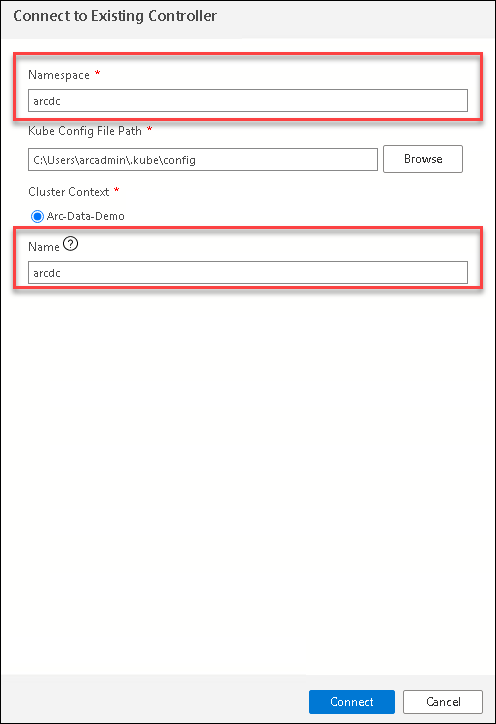 Connect to Existing Controller
Namespace *
arcdc
Kube Config File Path *
C:\Users\arcadmin\.kube\config
Browse
Cluster Context *
Arc-Data-Demo
Name ?
arcdc
Connect
Cancel